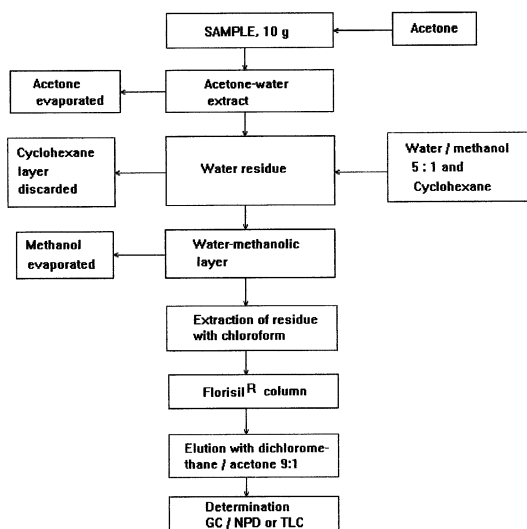 SAMPLE, 10 g
Acetone
Acetone
evaporated
Acetone-water
extract
Cyclohexane
layer
discarded
Water residue
Water / methanol
5 : 1 and
Cyclohexane
Methanol
evaporated
Water-methanolic
layer
Extraction of residue
with chloroform
Florisil R column
Elution with dichlorome-
thane / acetone 9:1
Determination
GC / NPD or TLC